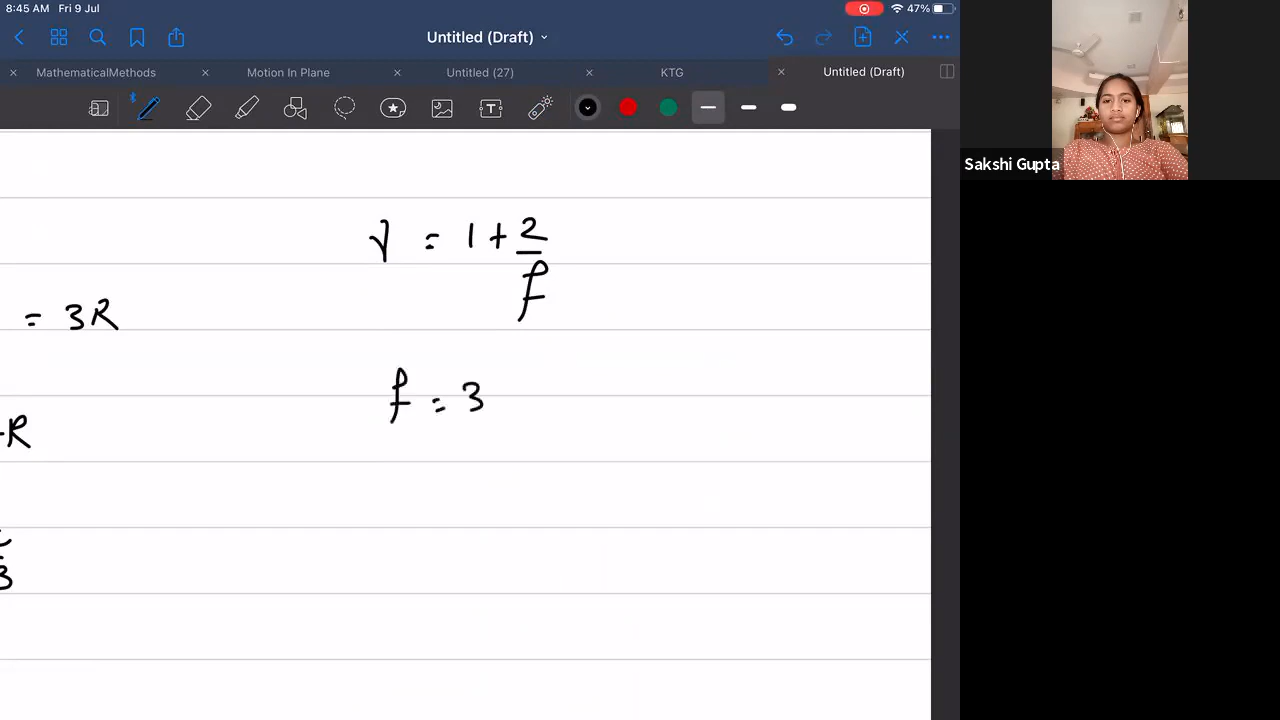 8:45 AM Fri 9 Jul
47%
Untitled (Draft)
MathematicalMethods
Motion In Plane
Untitled (27)
KTG
Untitled (Draft)
Sakshi Gupta
γ = 1 + 2/f
= 3R
f = 3
R
3